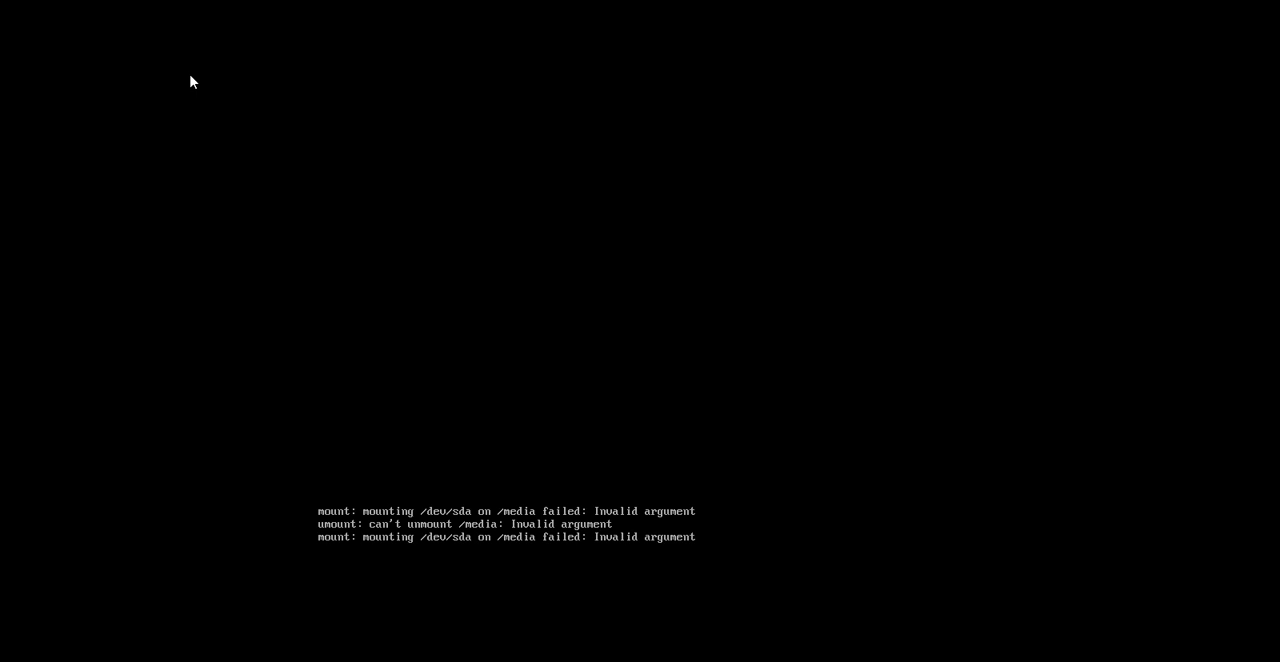 mount: mounting /dev/sda on /media failed: Invalid argument
umount: can't unmount /media: Invalid argument
mount: mounting /dev/sda on /media failed: Invalid argument